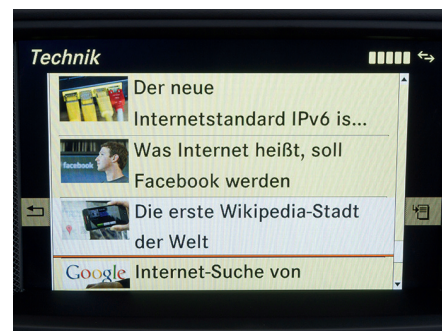 Technik
Der neue
Internetstandard IPv6 is...
Was Internet heißt, soll
facebook
Facebook werden
Die erste Wikipedia-Stadt
der Welt
Google
Internet-Suche von